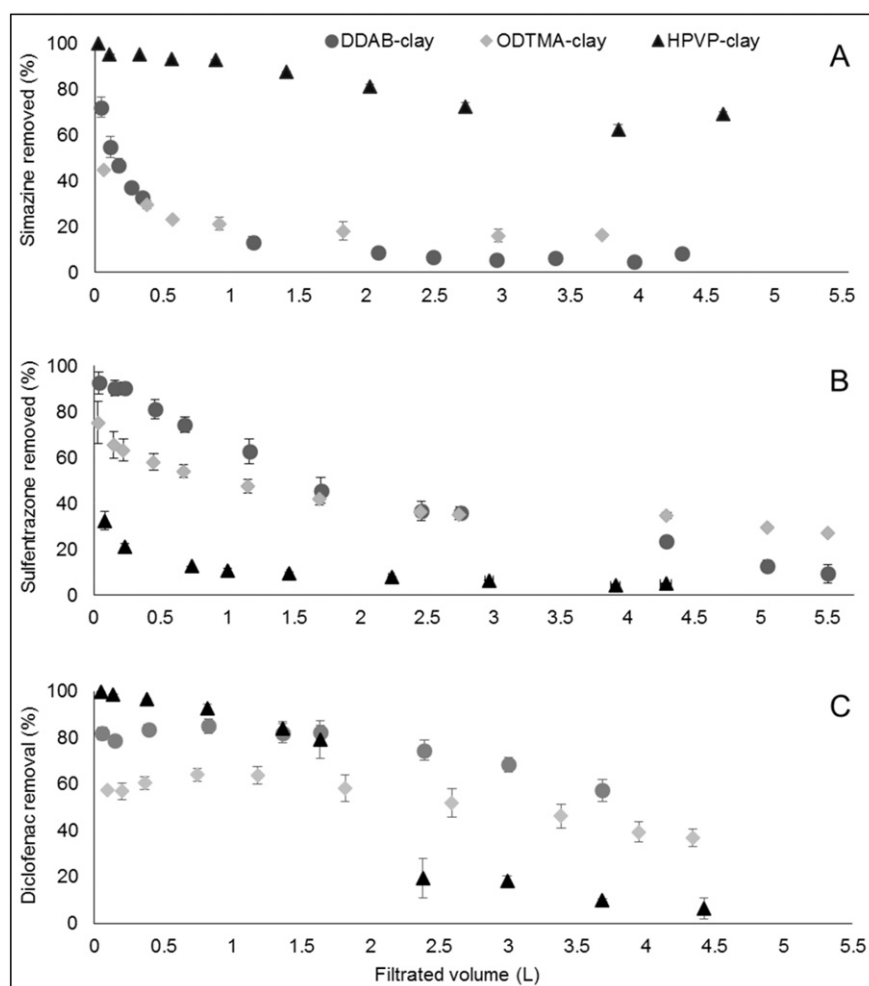 DDAB-clay ODTMA-clay HPVP-clay A
Simazine removed (%)
100
80
60
40
20
0
0 0.5 1 1.5 2 2.5 3 3.5 4 4.5 5 5.5
B
Sulfentrazone removed (%)
100
80
60
40
20
0
0 0.5 1 1.5 2 2.5 3 3.5 4 4.5 5 5.5
C
Diclofenac removal (%)
100
80
60
40
20
0
0 0.5 1 1.5 2 2.5 3 3.5 4 4.5 5 5.5
Filtrated volume (L)